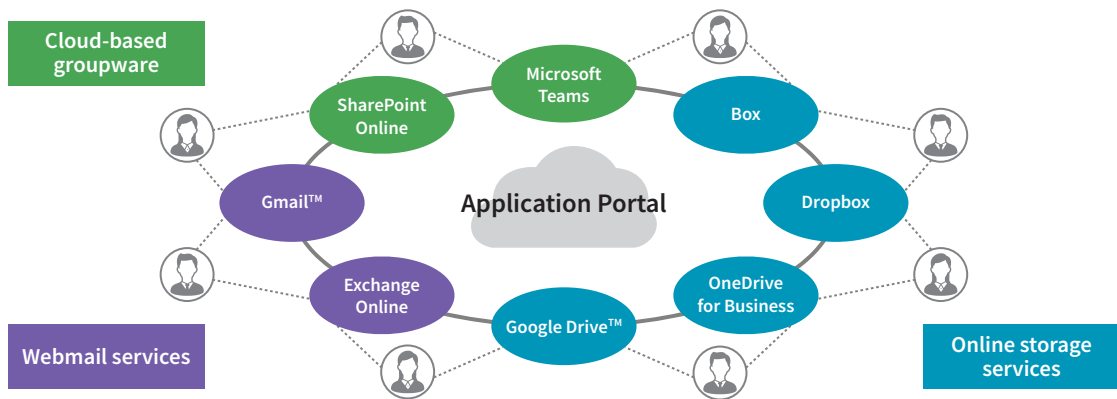 Cloud-based
groupware
Microsoft
Teams
SharePoint
Online
Box
Gmail™
Application Portal
Dropbox
Exchange
Online
OneDrive
for Business
Google Drive™
Webmail services
Online storage
services